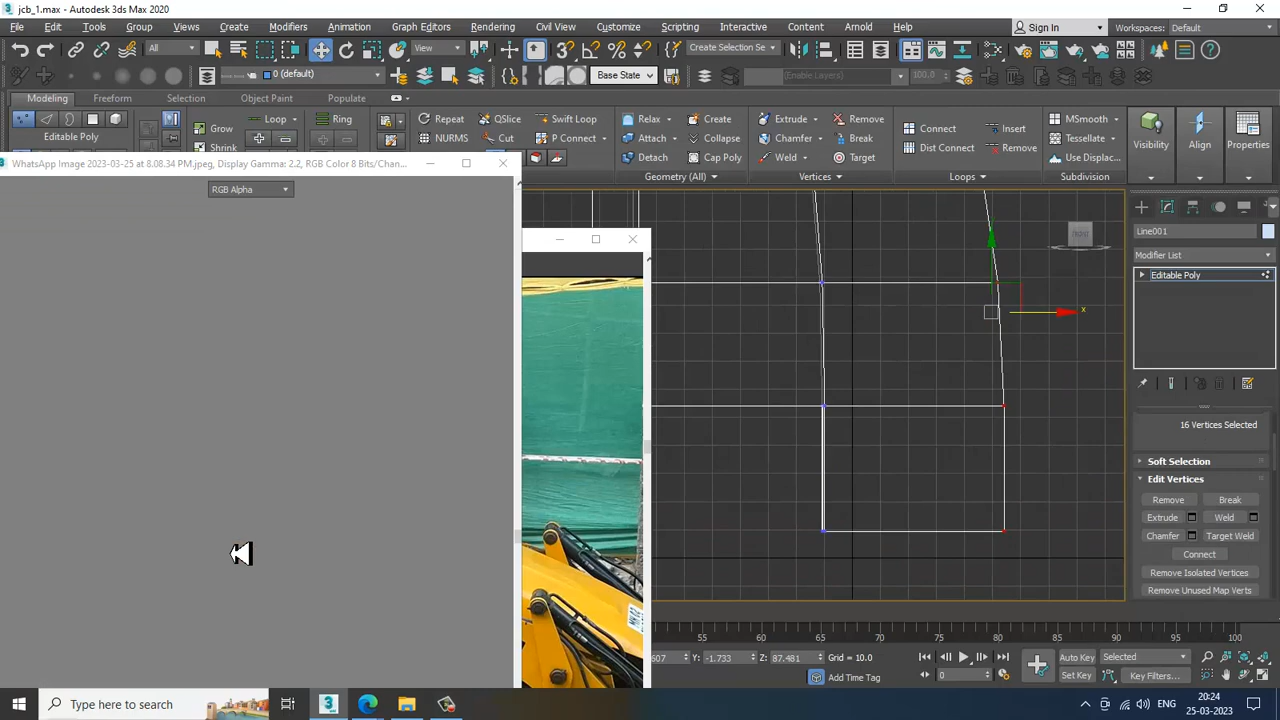 jcb_1.max - Autodesk 3ds Max 2020
File Edit Tools Group Views Create Modifiers Animation Graph Editors Rendering Civil View Customize Scripting Interactive Content Arnold Help Sign In Workspaces: Default
All View Create Selection Se
0 (default) Base State (Enable Layers) 100.0
Modeling Freeform Selection Object Paint Populate
Grow Loop Ring Repeat QSlice Swift Loop Relax Create Extrude Remove Connect Insert MSmooth
NURMS Cut P Connect Attach Collapse Chamfer Break Dist Connect Remove Tessellate Visibility Align Properties
Editable Poly Shrink Detach Cap Poly Weld Target Use Displac...
Geometry (All) Vertices Loops Subdivision
WhatsApp Image 2023-03-25 at 8.08.34 PM.jpeg, Display Gamma: 2.2, RGB Color 8 Bits/Chan...
RGB Alpha
Line001
Modifier List
Editable Poly
x
16 Vertices Selected
Soft Selection
Edit Vertices
Remove Break
Extrude Weld
Chamfer Target Weld
Connect
Remove Isolated Vertices
Remove Unused Map Verts
55 60 65 70 75 80 85 90 95 100
607 Y: -1.733 Z: 87.481 Grid = 10.0 Auto Key Selected
Add Time Tag 0 Set Key Key Filters...
Type here to search
ENG 20:24
25-03-2023